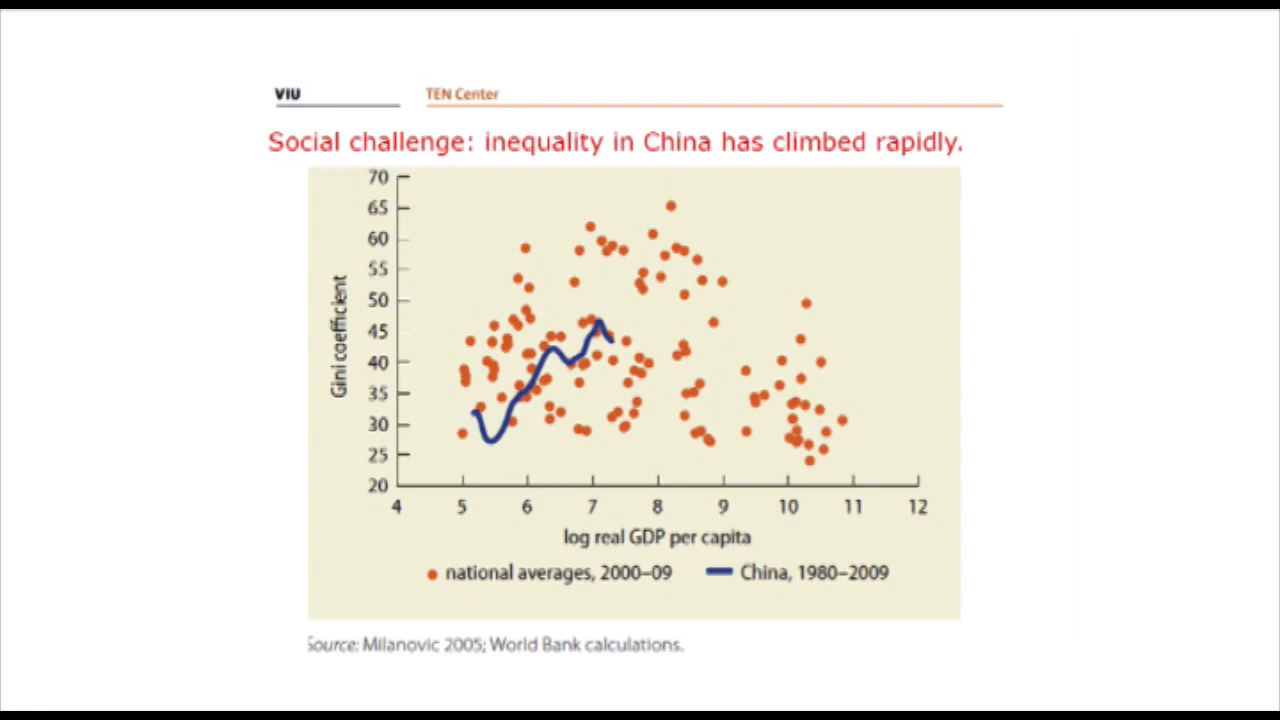 VIU TEN Center
Social challenge: inequality in China has climbed rapidly.
70
65
60
55
50
45
40
35
30
25
20
Gini coefficient
4 5 6 7 8 9 10 11 12
log real GDP per capita
national averages, 2000–09 China, 1980–2009
Source: Milanovic 2005; World Bank calculations.